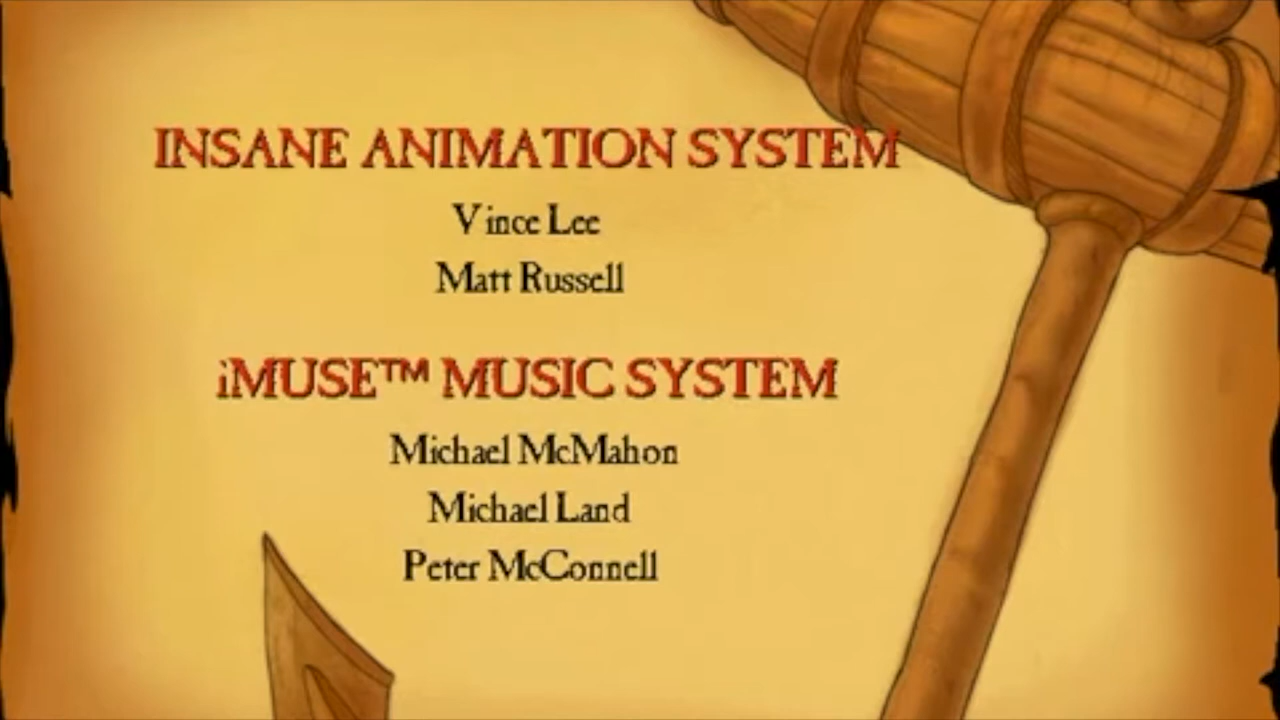 INSANE ANIMATION SYSTEM
Vince Lee
Matt Russell
iMUSE™ MUSIC SYSTEM
Michael McMahon
Michael Land
Peter McConnell